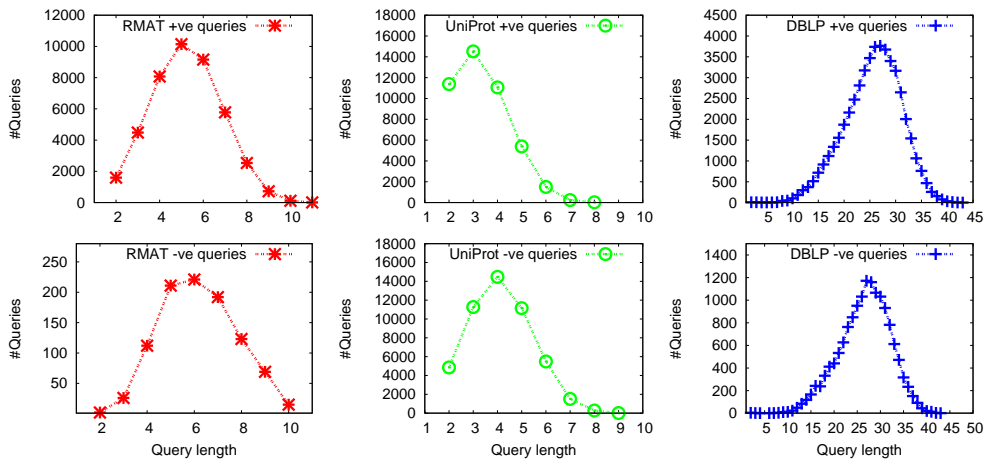 RMAT +ve queries
#Queries
12000
10000
8000
6000
4000
2000
0
2 4 6 8 10
UniProt +ve queries
#Queries
18000
16000
14000
12000
10000
8000
6000
4000
2000
0
1 2 3 4 5 6 7 8 9 10
DBLP +ve queries
#Queries
4500
4000
3500
3000
2500
2000
1500
1000
500
0
5 10 15 20 25 30 35 40 45
RMAT -ve queries
#Queries
250
200
150
100
50
2 4 6 8 10
Query length
UniProt -ve queries
#Queries
18000
16000
14000
12000
10000
8000
6000
4000
2000
0
1 2 3 4 5 6 7 8 9 10
Query length
DBLP -ve queries
#Queries
1400
1200
1000
800
600
400
200
0
5 10 15 20 25 30 35 40 45 50
Query length